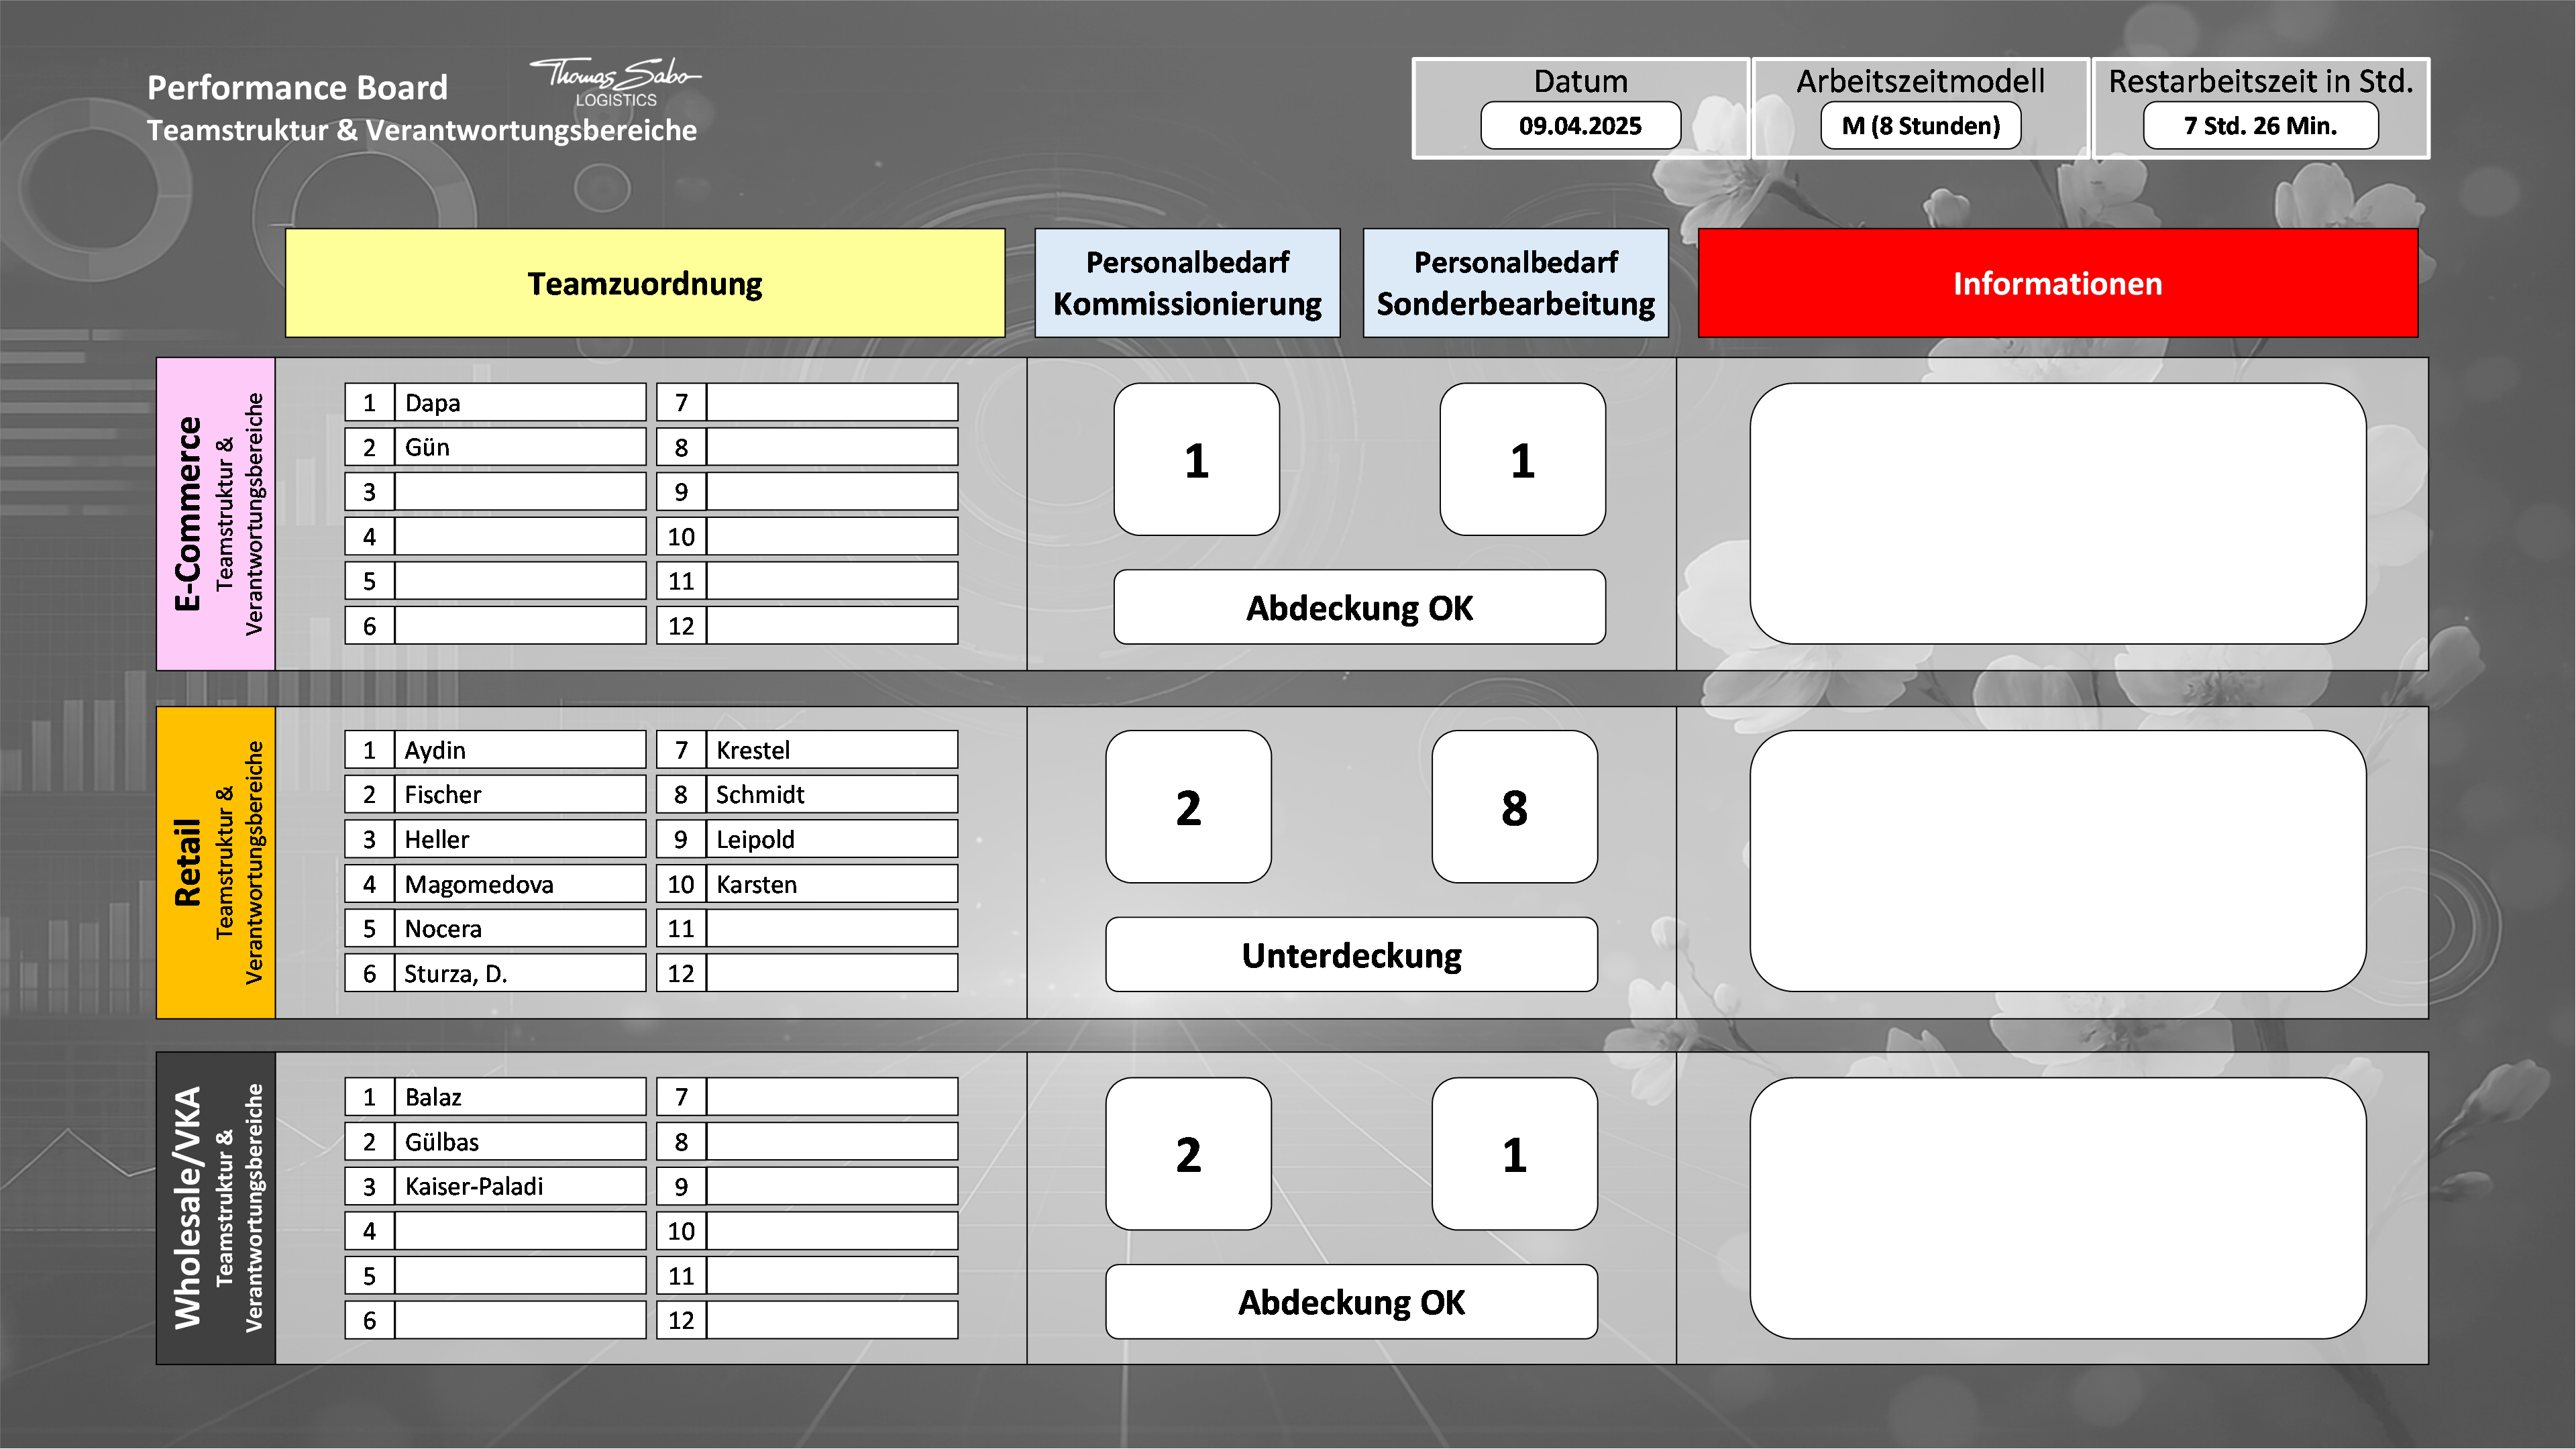 Performance Board
Thomas Sabo
LOGISTICS
Teamstruktur & Verantwortungsbereiche
Datum
09.04.2025
Arbeitszeitmodell
M (8 Stunden)
Restarbeitszeit in Std.
7 Std. 26 Min.
Teamzuordnung
Personalbedarf
Kommissionierung
Personalbedarf
Sonderbearbeitung
Informationen
E-Commerce
Teamstruktur &
Verantwortungsbereiche
1 Dapa
2 Gün
3
4
5
6
7
8
9
10
11
12
1
1
Abdeckung OK
Retail
Teamstruktur &
Verantwortungsbereiche
1 Aydin
2 Fischer
3 Heller
4 Magomedova
5 Nocera
6 Sturza, D.
7 Krestel
8 Schmidt
9 Leipold
10 Karsten
11
12
2
8
Unterdeckung
Wholesale/VKA
Teamstruktur &
Verantwortungsbereiche
1 Balaz
2 Gülbas
3 Kaiser-Paladi
4
5
6
7
8
9
10
11
12
2
1
Abdeckung OK